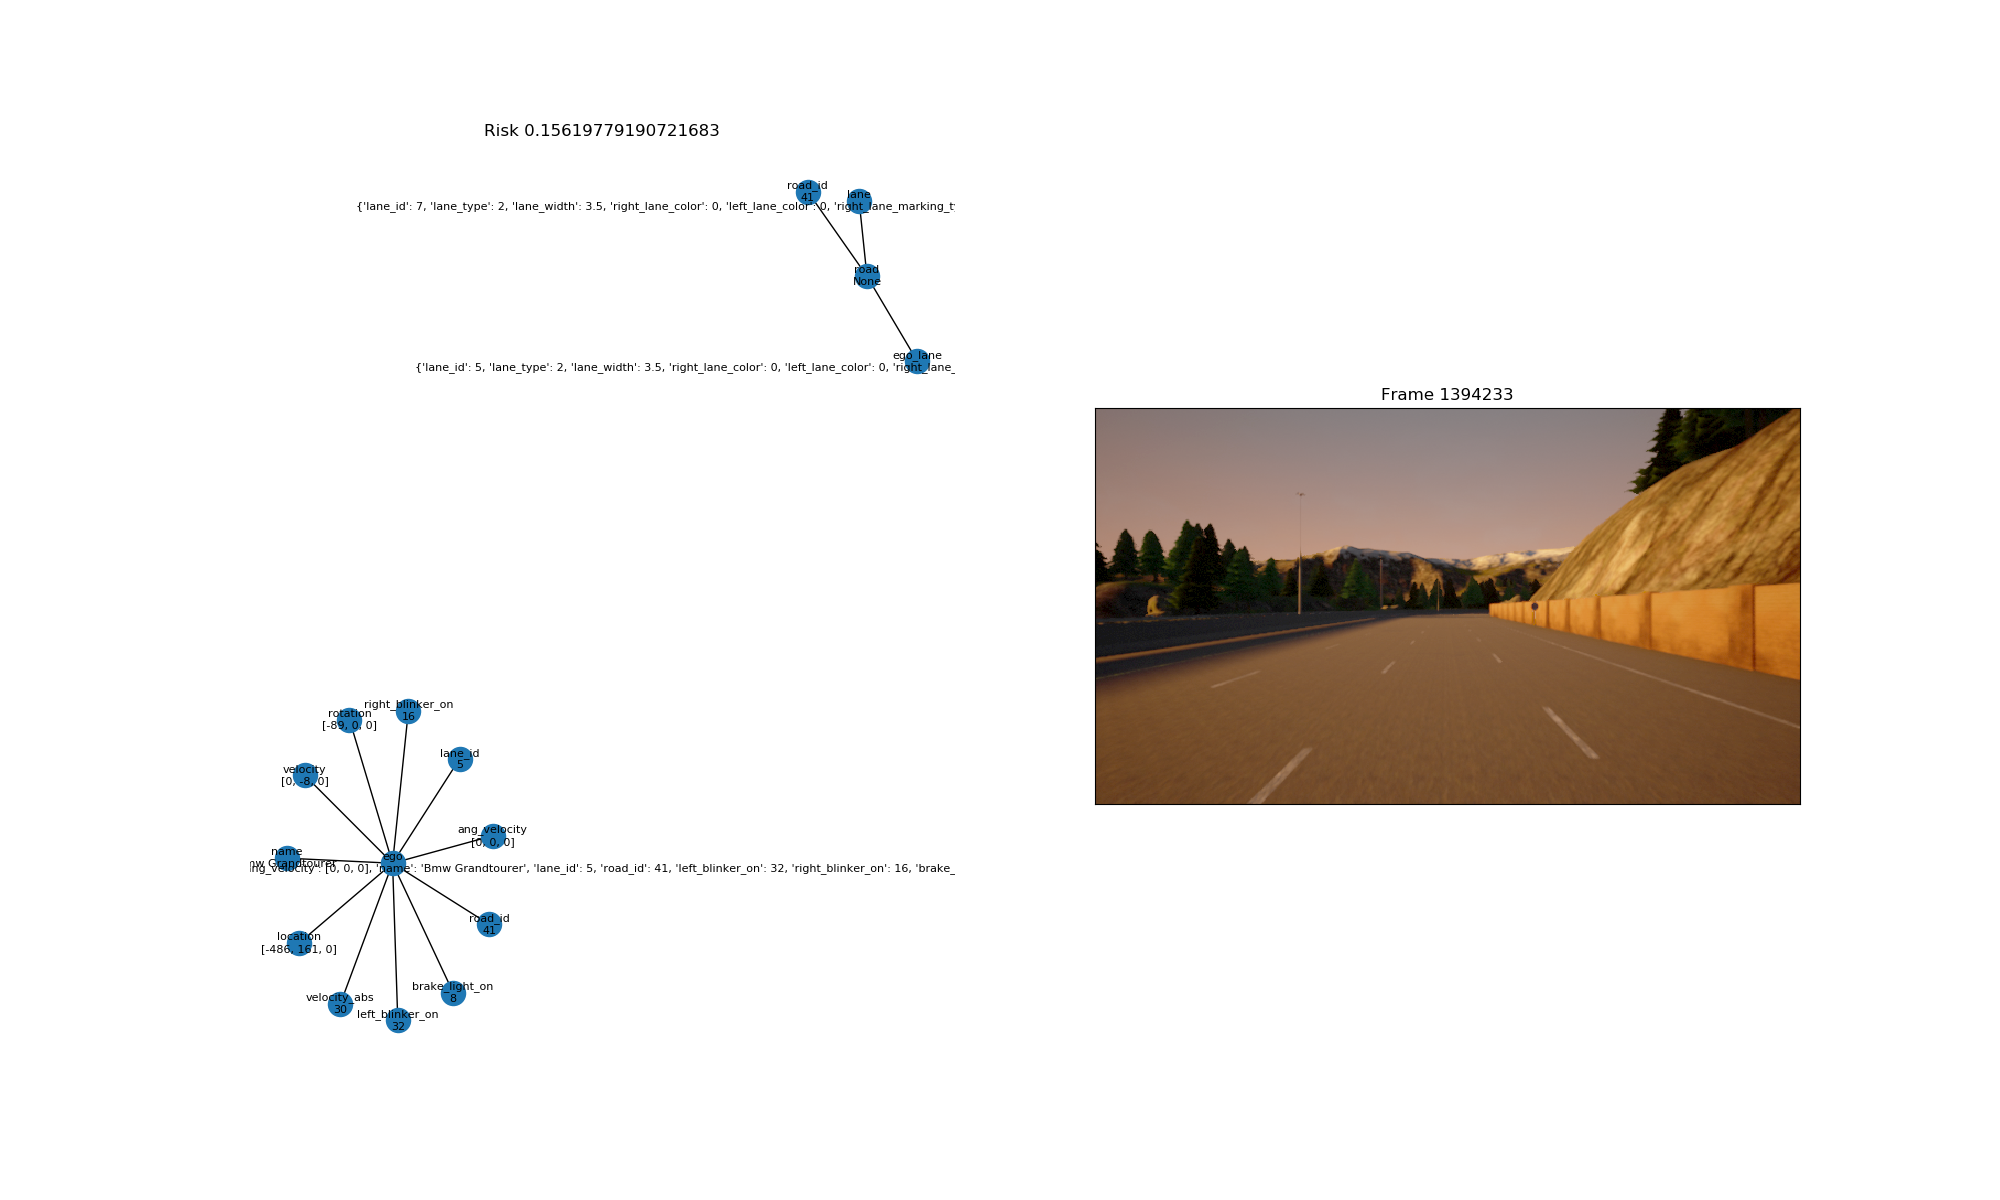 Risk 0.15619779190721683
road_id
41
lane
{'lane_id': 7, 'lane_type': 2, 'lane_width': 3.5, 'right_lane_color': 0, 'left_lane_color': 0, 'right_lane_marking_ty
road
None
ego_lane
{'lane_id': 5, 'lane_type': 2, 'lane_width': 3.5, 'right_lane_color': 0, 'left_lane_color': 0, 'right_lane_
Frame 1394233
right_blinker_on
16
rotation
[-89, 0, 0]
lane_id
5
velocity
[0, -8, 0]
ang_velocity
[0, 0, 0]
name
Grandtourer
ego
ng_velocity': [0, 0, 0], 'name': 'Bmw Grandtourer', 'lane_id': 5, 'road_id': 41, 'left_blinker_on': 32, 'right_blinker_on': 16, 'brake_
road_id
41
location
[-486, 161, 0]
brake_light_on
8
velocity_abs
30
left_blinker_on
32